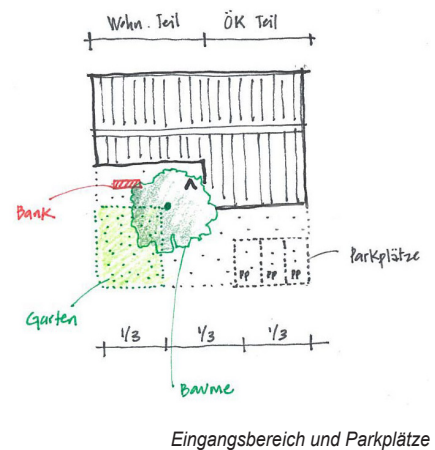 Wohn. Teil ÖK Teil
Bank
PP PP PP
Parkplätze
Garten
1/3 1/3 1/3
Bäume
Eingangsbereich und Parkplätze